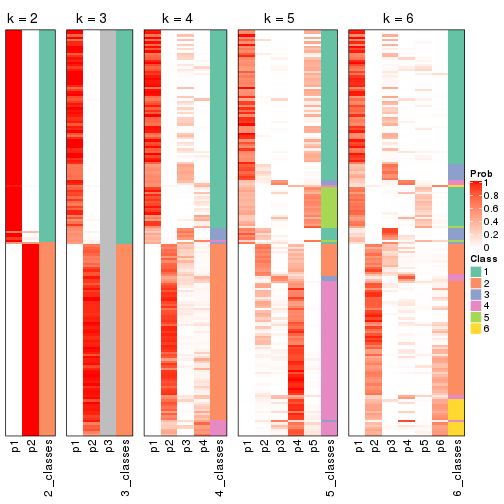 k = 2
k = 3
k = 4
k = 5
k = 6
p1
p2
2_classes
p1
p2
p3
3_classes
p1
p2
p3
p4
4_classes
p1
p2
p3
p4
p5
5_classes
p1
p2
p3
p4
p5
p6
6_classes
Prob
1
0.8
0.6
0.4
0.2
0
Class
1
2
3
4
5
6